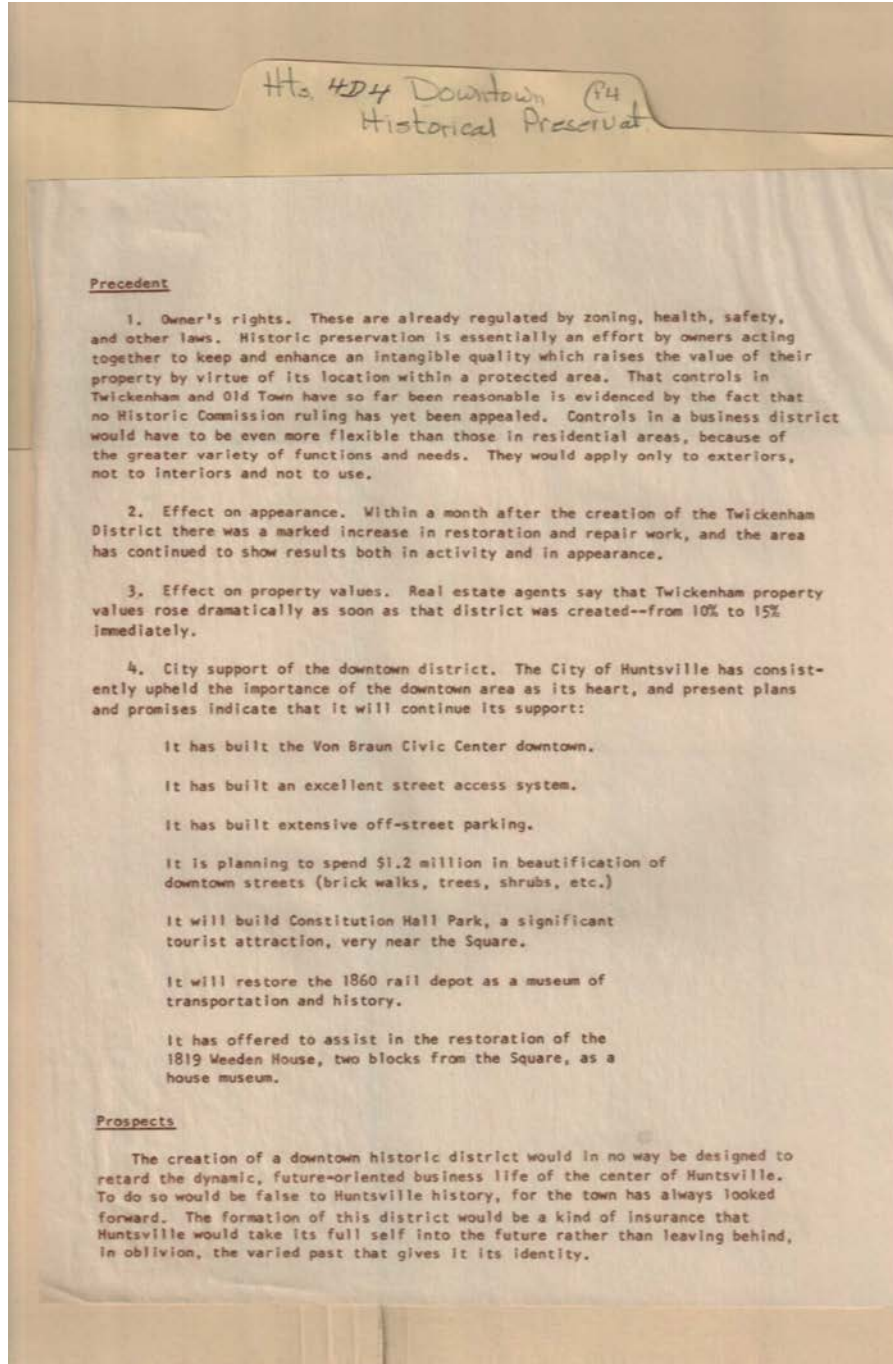 Hts. 4D4 Downtown P4
Historical Preservat.
Precedent
1. Owner's rights. These are already regulated by zoning, health, safety,
and other laws. Historic preservation is essentially an effort by owners acting
together to keep and enhance an intangible quality which raises the value of their
property by virtue of its location within a protected area. That controls in
Twickenham and Old Town have so far been reasonable is evidenced by the fact that
no Historic Commission ruling has yet been appealed. Controls in a business district
would have to be even more flexible than those in residential areas, because of
the greater variety of functions and needs. They would apply only to exteriors,
not to interiors and not to use.
2. Effect on appearance. Within a month after the creation of the Twickenham
District there was a marked increase in restoration and repair work, and the area
has continued to show results both in activity and in appearance.
3. Effect on property values. Real estate agents say that Twickenham property
values rose dramatically as soon as that district was created--from 10% to 15%
immediately.
4. City support of the downtown district. The City of Huntsville has consist-
ently upheld the importance of the downtown area as its heart, and present plans
and promises indicate that it will continue its support:
It has built the Von Braun Civic Center downtown.
It has built an excellent street access system.
It has built extensive off-street parking.
It is planning to spend $1.2 million in beautification of
downtown streets (brick walks, trees, shrubs, etc.)
It will build Constitution Hall Park, a significant
tourist attraction, very near the Square.
It will restore the 1860 rail depot as a museum of
transportation and history.
It has offered to assist in the restoration of the
1819 Weeden House, two blocks from the Square, as a
house museum.
Prospects
The creation of a downtown historic district would in no way be designed to
retard the dynamic, future-oriented business life of the center of Huntsville.
To do so would be false to Huntsville history, for the town has always looked
forward. The formation of this district would be a kind of insurance that
Huntsville would take its full self into the future rather than leaving behind,
in oblivion, the varied past that gives it its identity.